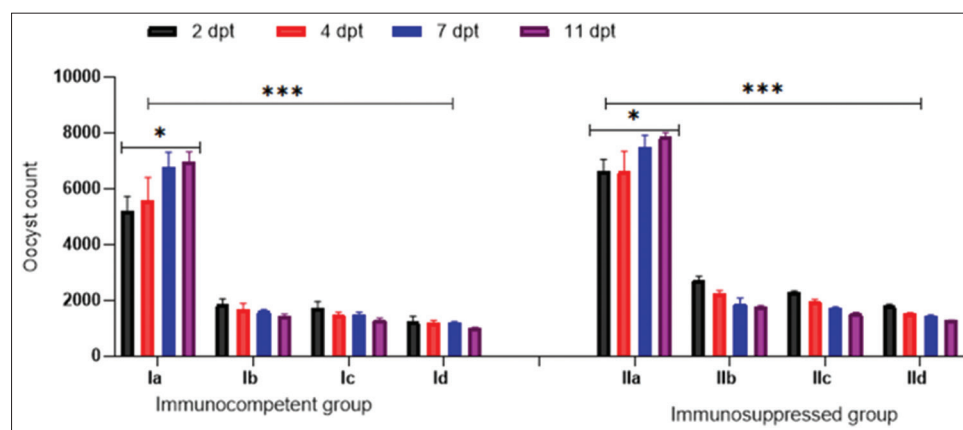 2 dpt 4 dpt 7 dpt 11 dpt
10000
*** ***
8000
* *
6000
Oocyst count
4000
2000
0
Ia Ib Ic Id IIa IIb IIc IId
Immunocompetent group Immunosuppressed group